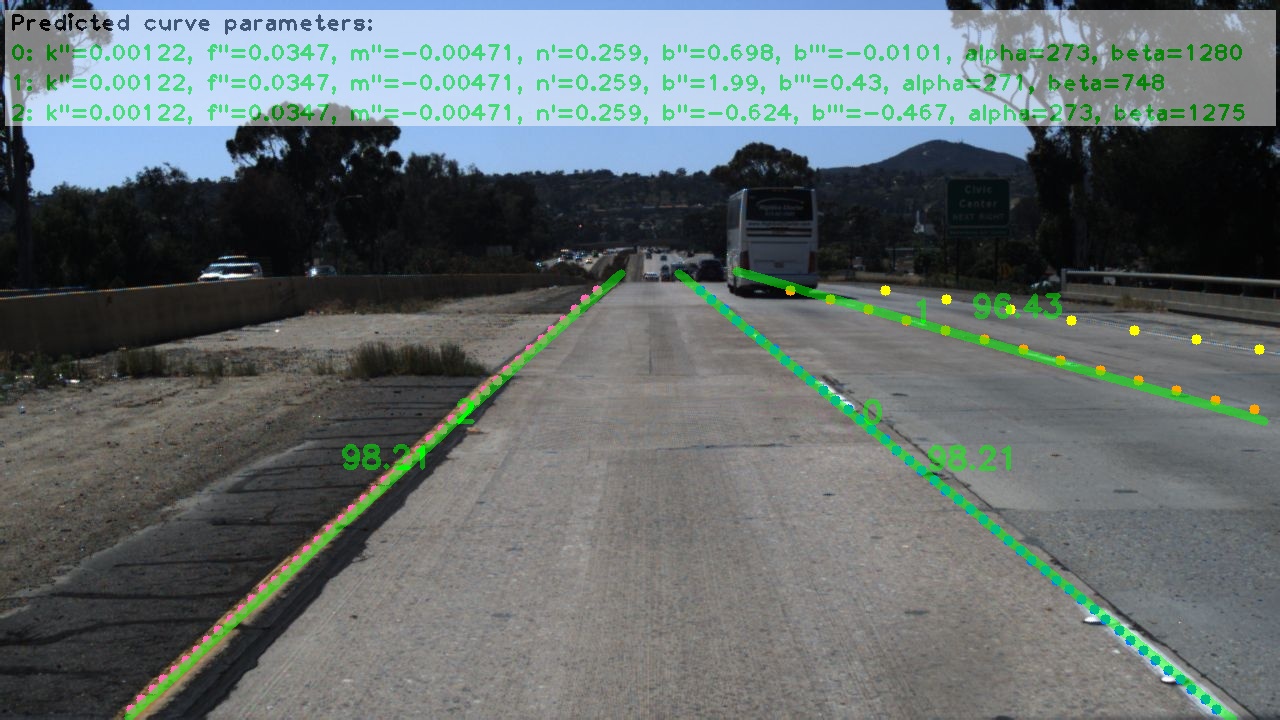 Predicted curve parameters:
0: k''=0.00122, f''=0.0347, m''=-0.00471, n'=0.259, b''=0.698, b'''=-0.0101, alpha=273, beta=1280
1: k''=0.00122, f''=0.0347, m''=-0.00471, n'=0.259, b''=1.99, b'''=0.43, alpha=271, beta=748
2: k''=0.00122, f''=0.0347, m''=-0.00471, n'=0.259, b''=-0.624, b'''=-0.467, alpha=273, beta=1275
Civic
Center
NEXT RIGHT
1 96.43
2 0
98.21 98.21